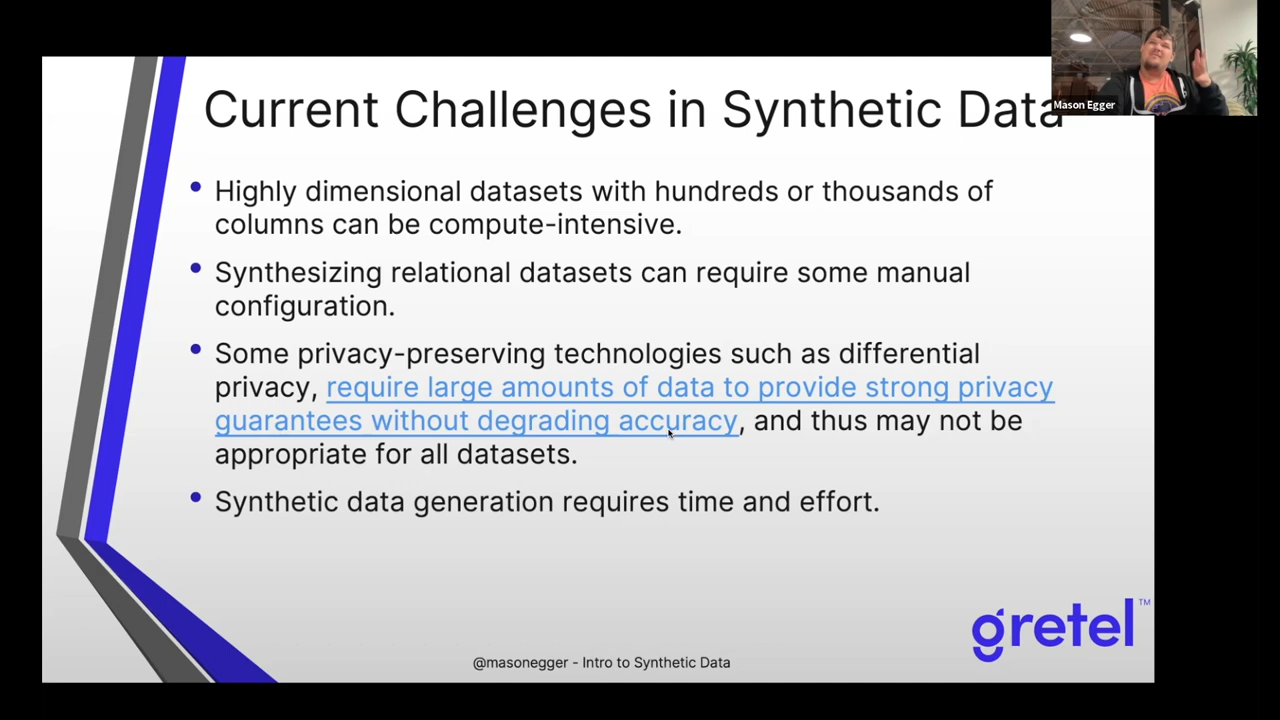 Current Challenges in Synthetic Data
Mason Egger
• Highly dimensional datasets with hundreds or thousands of
columns can be compute-intensive.
• Synthesizing relational datasets can require some manual
configuration.
• Some privacy-preserving technologies such as differential
privacy, require large amounts of data to provide strong privacy
guarantees without degrading accuracy, and thus may not be
appropriate for all datasets.
• Synthetic data generation requires time and effort.
gretel™
@masonegger - Intro to Synthetic Data